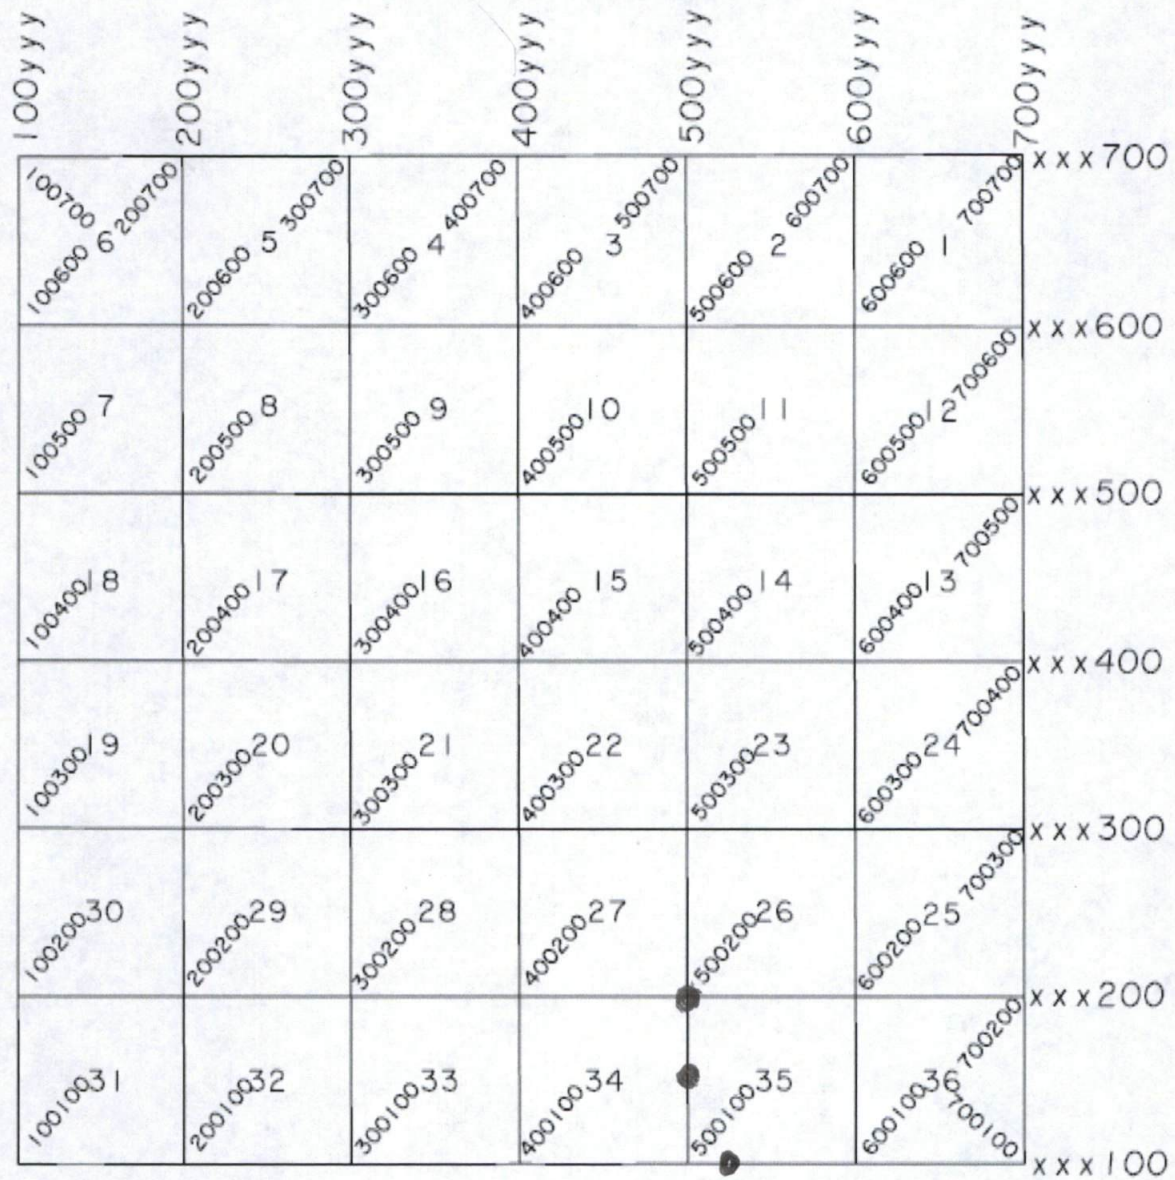 100yyy 200yyy 300yyy 400yyy 500yyy 600yyy 700yyy
100700 200700 300700 400700 500700 600700 700700 xxx700
6 5 4 3 2 1
100600 200600 300600 400600 500600 600600 700600 xxx600
7 8 9 10 11 12
100500 200500 300500 400500 500500 600500 700500 xxx500
18 17 16 15 14 13
100400 200400 300400 400400 500400 600400 700400 xxx400
19 20 21 22 23 24
100300 200300 300300 400300 500300 600300 700300 xxx300
30 29 28 27 26 25
100200 200200 300200 400200 500200 600200 700200 xxx200
31 32 33 34 35 36
100100 200100 300100 400100 500100 600100 700100 xxx100